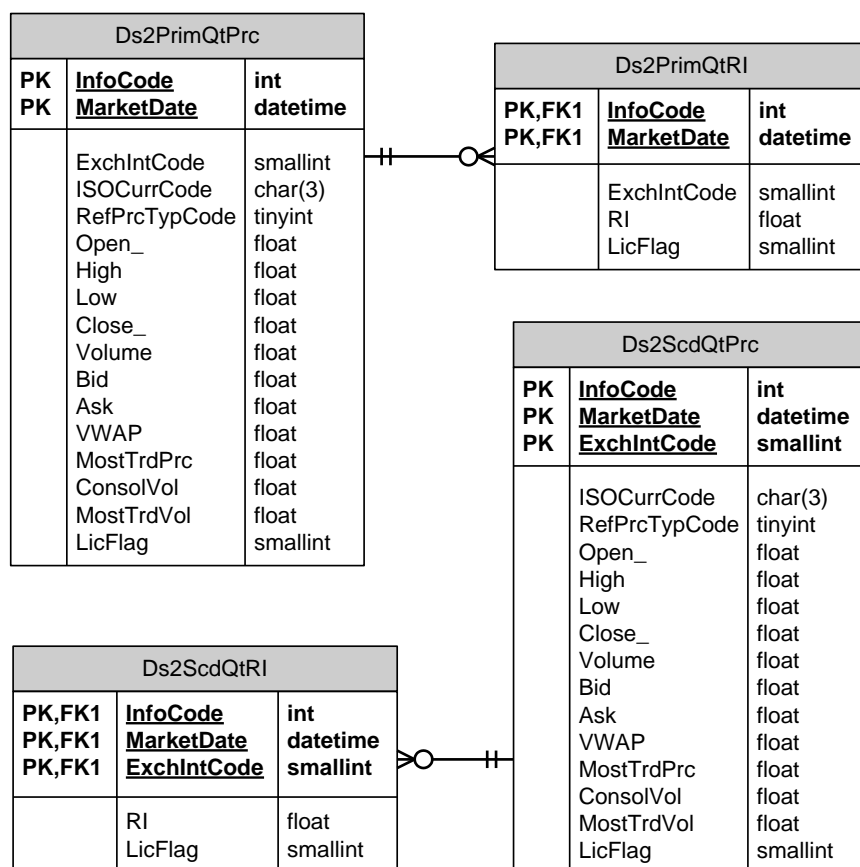 Ds2PrimQtPrc
PK InfoCode int
PK MarketDate datetime
ExchIntCode smallint
ISOCurrCode char(3)
RefPrcTypCode tinyint
Open_ float
High float
Low float
Close_ float
Volume float
Bid float
Ask float
VWAP float
MostTrdPrc float
ConsolVol float
MostTrdVol float
LicFlag smallint
Ds2PrimQtRI
PK,FK1 InfoCode int
PK,FK1 MarketDate datetime
ExchIntCode smallint
RI float
LicFlag smallint
Ds2ScdQtPrc
PK InfoCode int
PK MarketDate datetime
PK ExchIntCode smallint
ISOCurrCode char(3)
RefPrcTypCode tinyint
Open_ float
High float
Low float
Close_ float
Volume float
Bid float
Ask float
VWAP float
MostTrdPrc float
ConsolVol float
MostTrdVol float
LicFlag smallint
Ds2ScdQtRI
PK,FK1 InfoCode int
PK,FK1 MarketDate datetime
PK,FK1 ExchIntCode smallint
RI float
LicFlag smallint